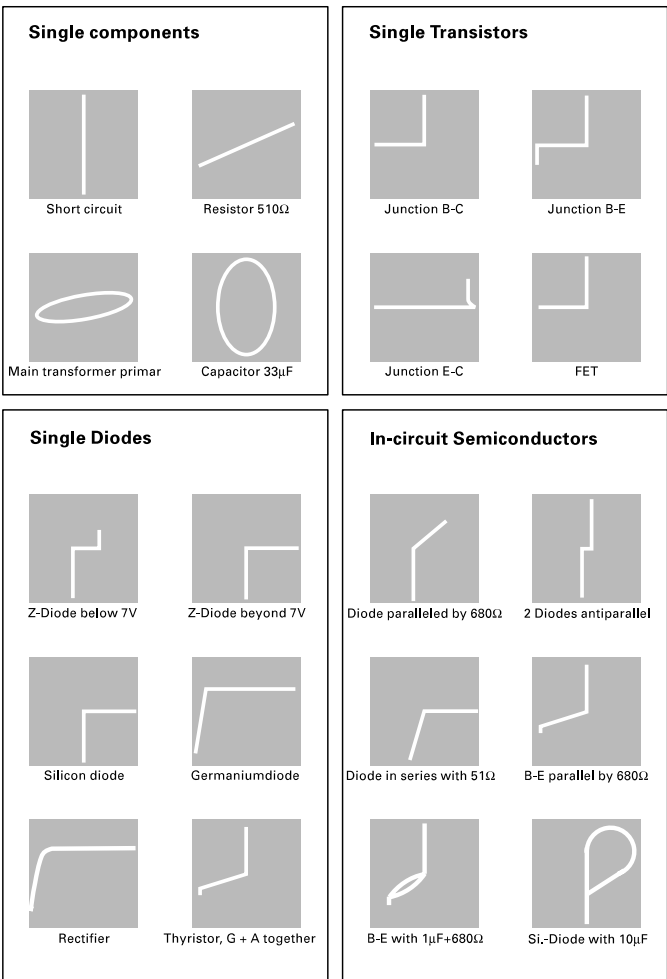 Single components
Short circuit
Resistor 510Ω
Main transformer primar
Capacitor 33μF
Single Transistors
Junction B-C
Junction B-E
Junction E-C
FET
Single Diodes
Z-Diode below 7V
Z-Diode beyond 7V
Silicon diode
Germaniumdiode
Rectifier
Thyristor, G + A together
In-circuit Semiconductors
Diode paralleled by 680Ω
2 Diodes antiparallel
Diode in series with 51Ω
B-E parallel by 680Ω
B-E with 1μF+680Ω
Si.-Diode with 10μF